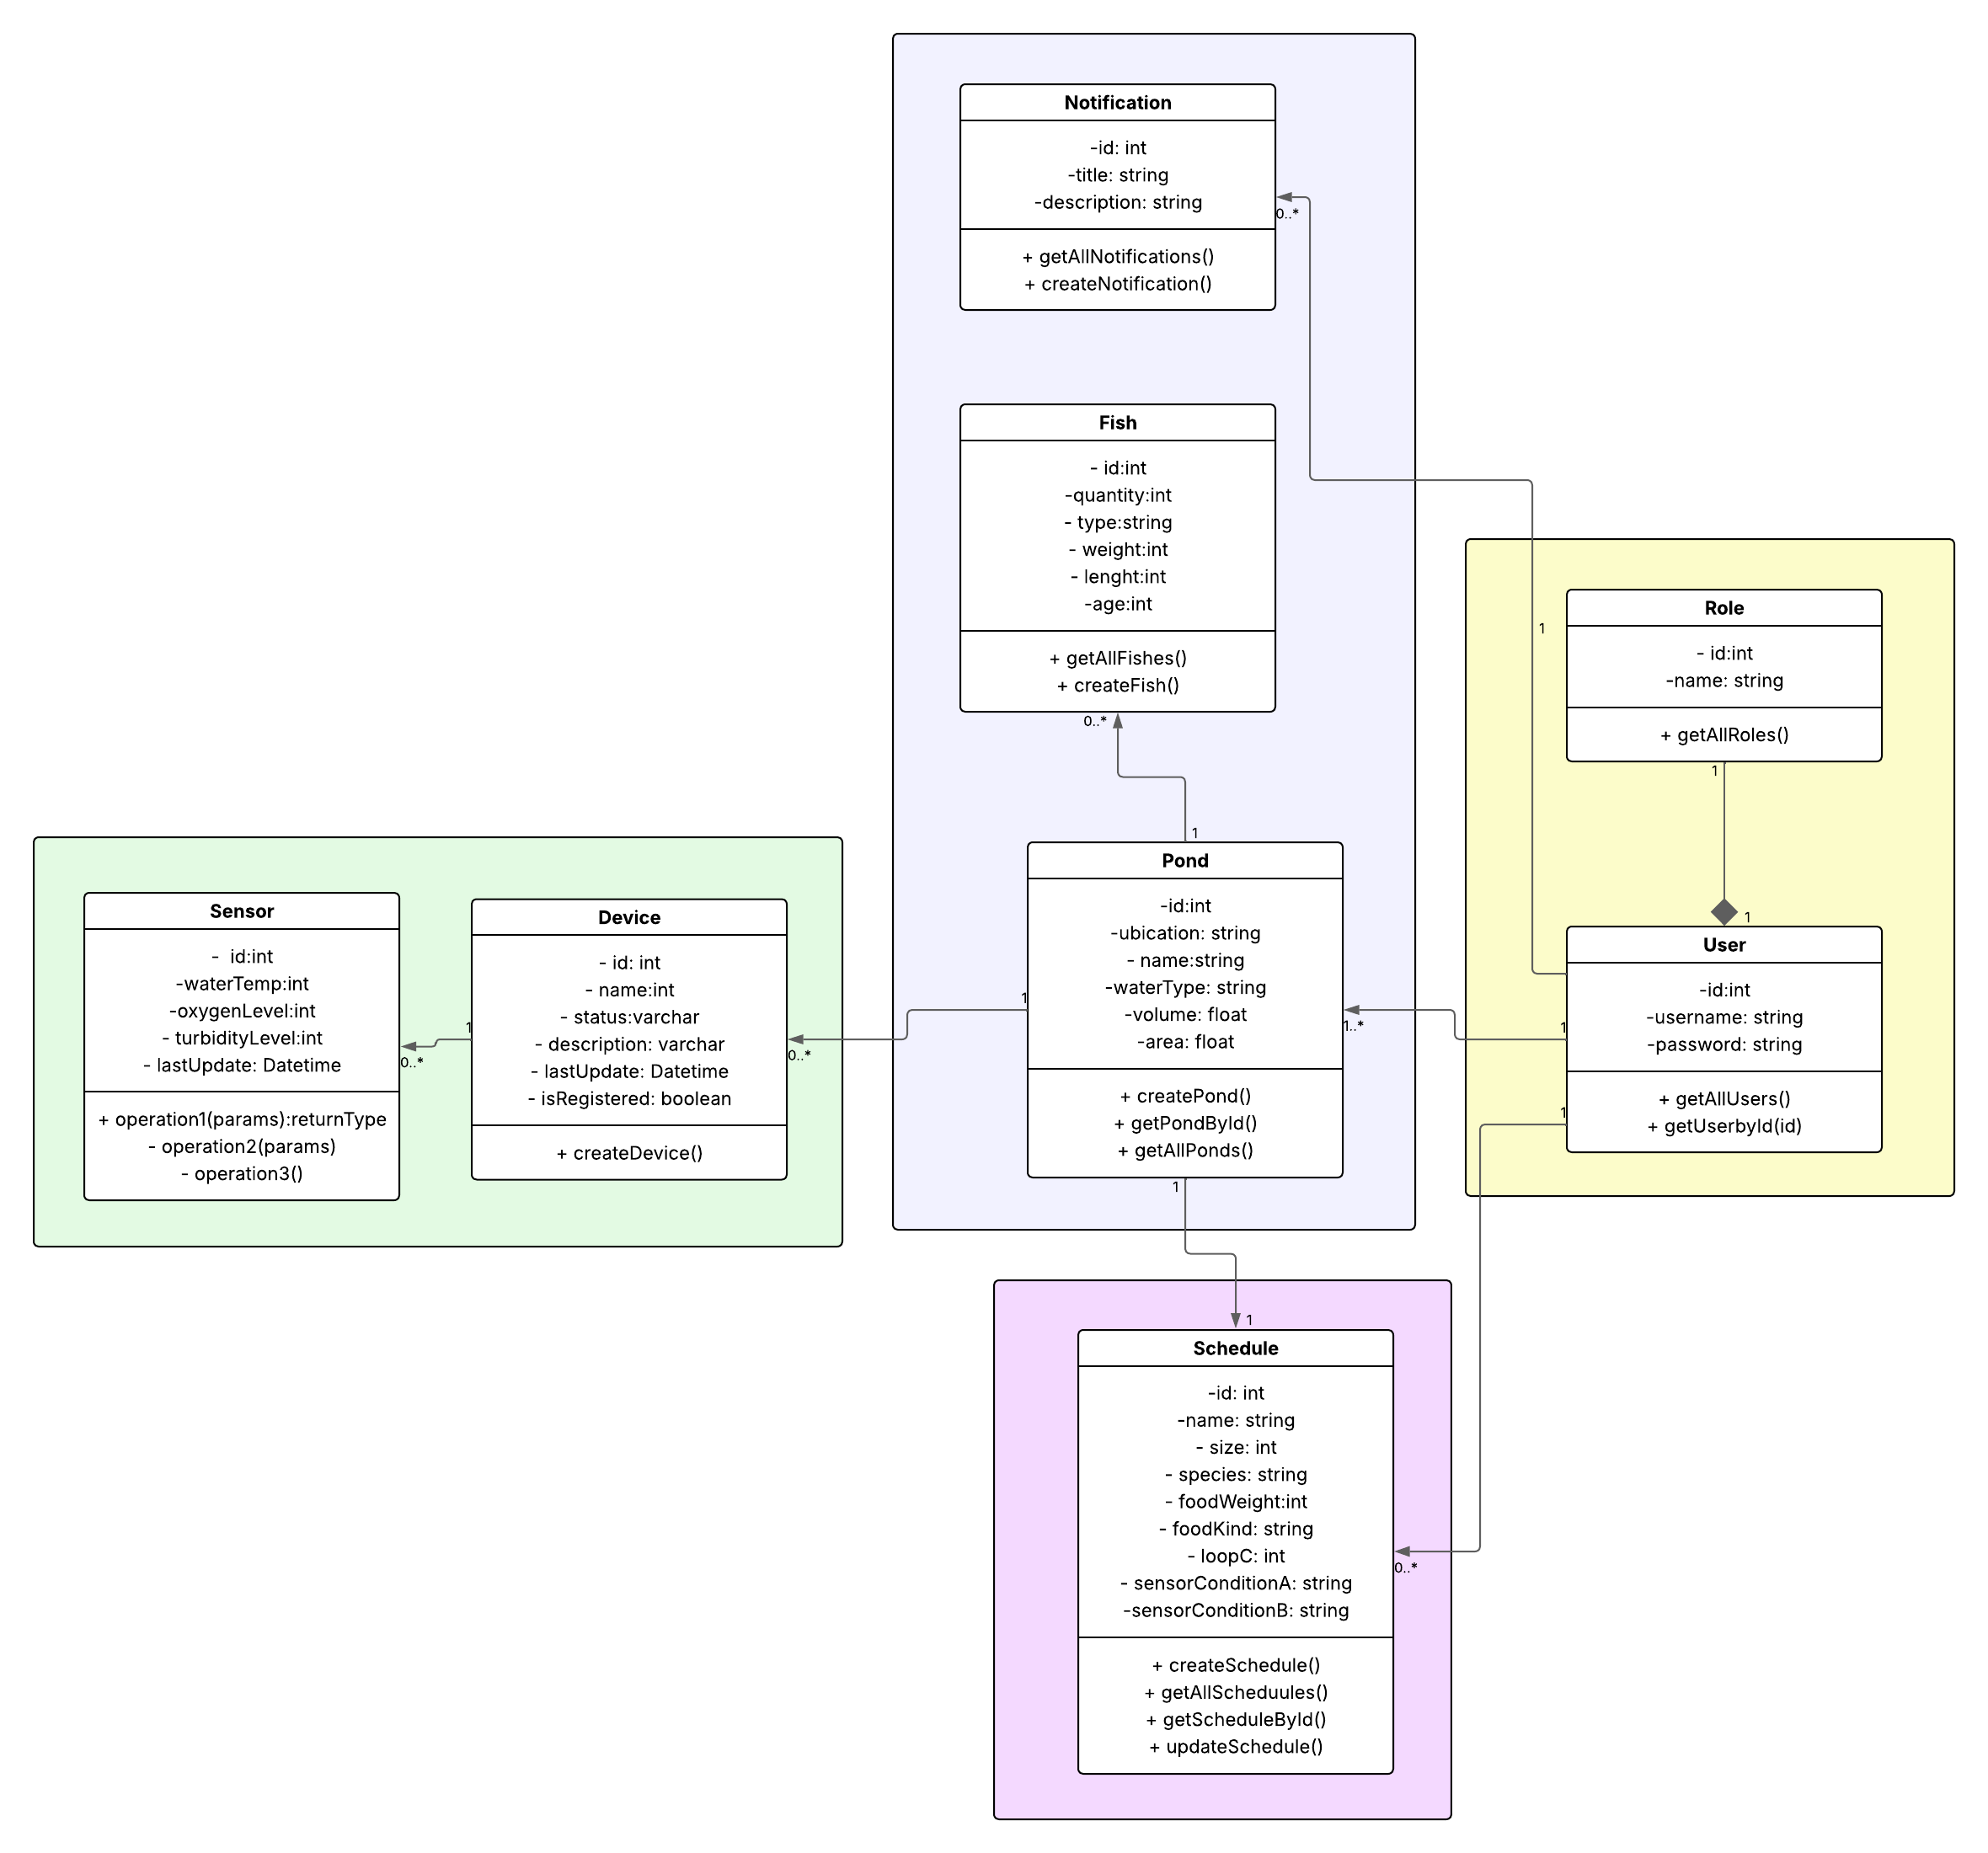 Notification
-id: int
-title: string
-description: string
+ getAllNotifications()
+ createNotification()
0..*
Fish
- id:int
-quantity:int
- type:string
- weight:int
- lenght:int
-age:int
+ getAllFishes()
+ createFish()
0..*
1
Role
- id:int
-name: string
+ getAllRoles()
1
1
User
-id:int
-username: string
-password: string
+ getAllUsers()
+ getUserbyId(id)
1
1
1
Pond
-id:int
-ubication: string
- name:string
-waterType: string
-volume: float
-area: float
+ createPond()
+ getPondById()
+ getAllPonds()
1..*
1
1
Sensor
-  id:int
-waterTemp:int
-oxygenLevel:int
- turbidityLevel:int
- lastUpdate: Datetime
+ operation1(params):returnType
- operation2(params)
- operation3()
0..*
1
Device
- id: int
- name:int
- status:varchar
- description: varchar
- lastUpdate: Datetime
- isRegistered: boolean
+ createDevice()
0..*
1
Schedule
-id: int
-name: string
- size: int
- species: string
- foodWeight:int
- foodKind: string
- loopC: int
- sensorConditionA: string
-sensorConditionB: string
+ createSchedule()
+ getAllScheduules()
+ getScheduleById()
+ updateSchedule()
0..*